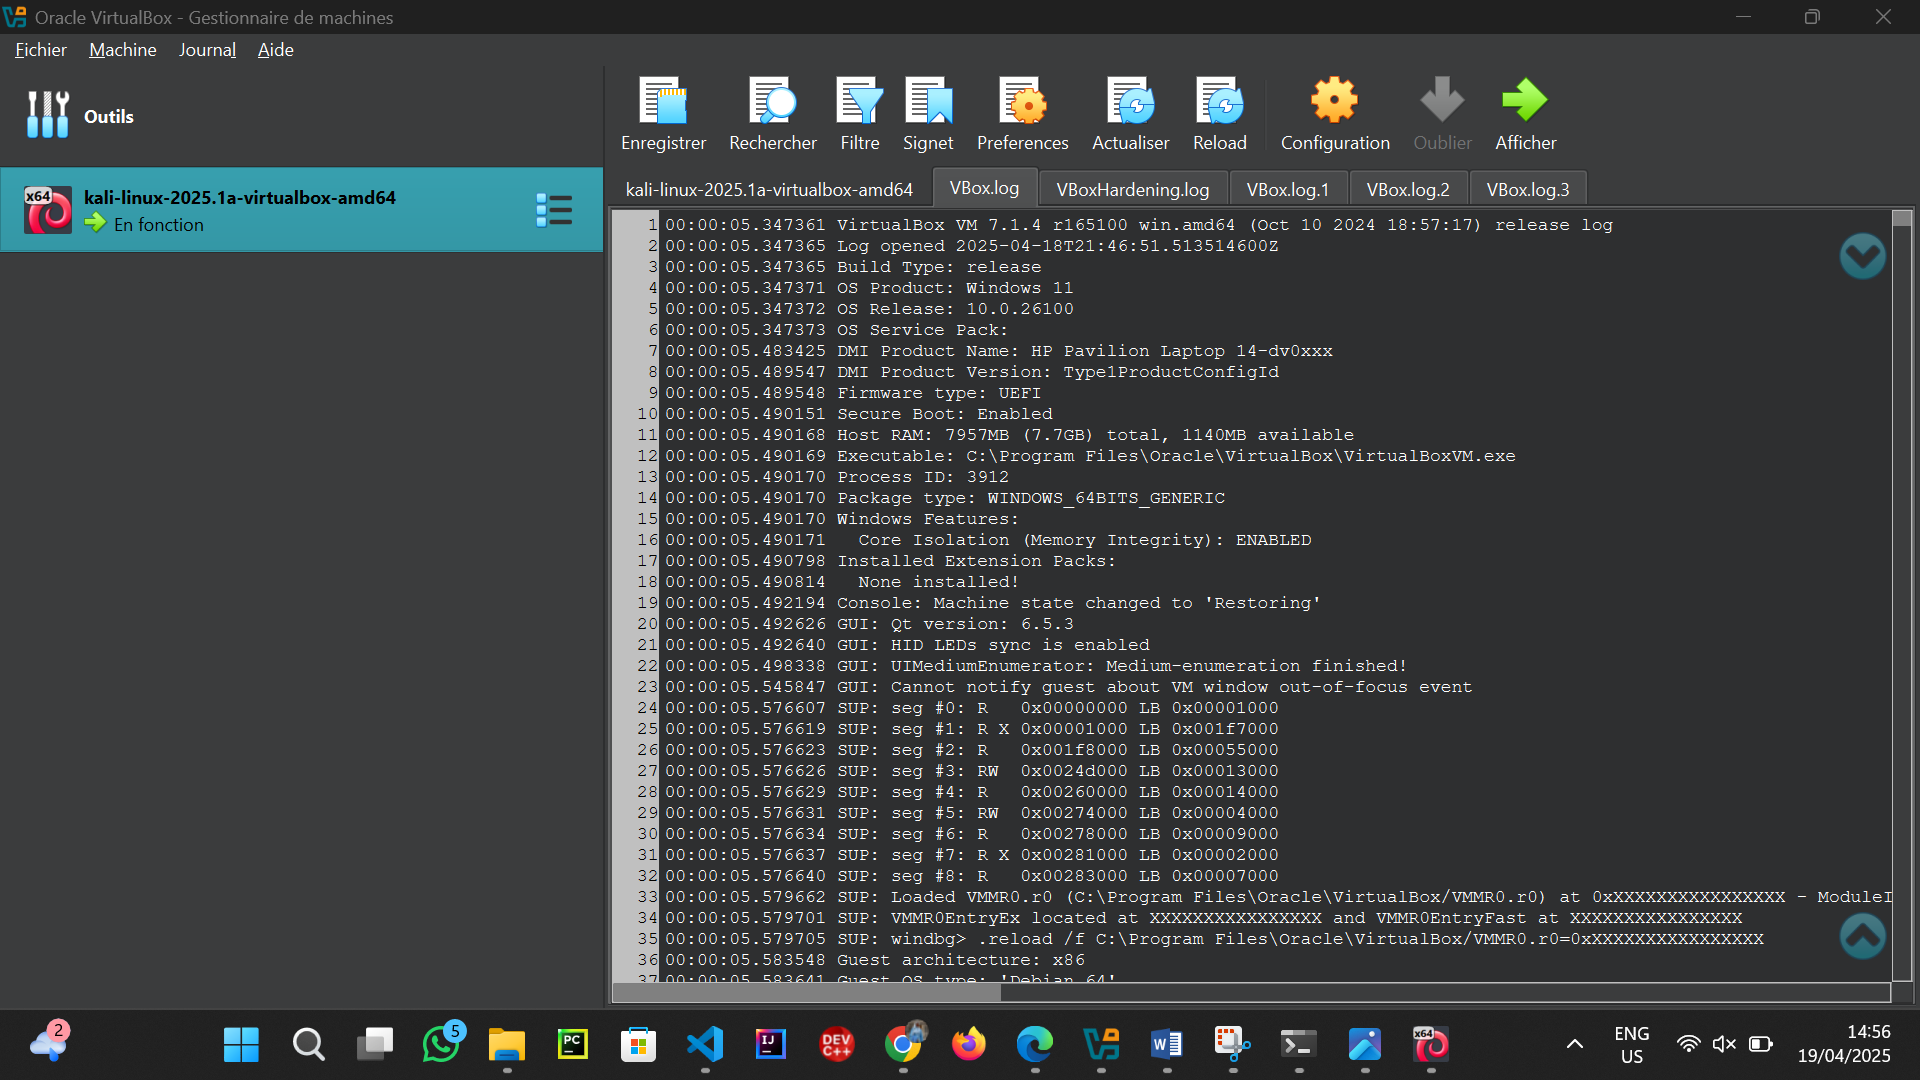 Oracle VirtualBox - Gestionnaire de machines
Fichier Machine Journal Aide
Outils
Enregistrer Rechercher Filtre Signet Preferences Actualiser Reload Configuration Oublier Afficher
x64
kali-linux-2025.1a-virtualbox-amd64
En fonction
kali-linux-2025.1a-virtualbox-amd64 VBox.log VBoxHardening.log VBox.log.1 VBox.log.2 VBox.log.3
1 00:00:05.347361 VirtualBox VM 7.1.4 r165100 win.amd64 (Oct 10 2024 18:57:17) release log
2 00:00:05.347365 Log opened 2025-04-18T21:46:51.513514600Z
3 00:00:05.347365 Build Type: release
4 00:00:05.347371 OS Product: Windows 11
5 00:00:05.347372 OS Release: 10.0.26100
6 00:00:05.347373 OS Service Pack:
7 00:00:05.483425 DMI Product Name: HP Pavilion Laptop 14-dv0xxx
8 00:00:05.489547 DMI Product Version: Type1ProductConfigId
9 00:00:05.489548 Firmware type: UEFI
10 00:00:05.490151 Secure Boot: Enabled
11 00:00:05.490168 Host RAM: 7957MB (7.7GB) total, 1140MB available
12 00:00:05.490169 Executable: C:\Program Files\Oracle\VirtualBox\VirtualBoxVM.exe
13 00:00:05.490170 Process ID: 3912
14 00:00:05.490170 Package type: WINDOWS_64BITS_GENERIC
15 00:00:05.490170 Windows Features:
16 00:00:05.490171   Core Isolation (Memory Integrity): ENABLED
17 00:00:05.490798 Installed Extension Packs:
18 00:00:05.490814   None installed!
19 00:00:05.492194 Console: Machine state changed to 'Restoring'
20 00:00:05.492626 GUI: Qt version: 6.5.3
21 00:00:05.492640 GUI: HID LEDs sync is enabled
22 00:00:05.498338 GUI: UIMediumEnumerator: Medium-enumeration finished!
23 00:00:05.545847 GUI: Cannot notify guest about VM window out-of-focus event
24 00:00:05.576607 SUP: seg #0: R   0x00000000 LB 0x00001000
25 00:00:05.576619 SUP: seg #1: R X 0x00001000 LB 0x001f7000
26 00:00:05.576623 SUP: seg #2: R   0x001f8000 LB 0x00055000
27 00:00:05.576626 SUP: seg #3: RW  0x0024d000 LB 0x00013000
28 00:00:05.576629 SUP: seg #4: R   0x00260000 LB 0x00014000
29 00:00:05.576631 SUP: seg #5: RW  0x00274000 LB 0x00004000
30 00:00:05.576634 SUP: seg #6: R   0x00278000 LB 0x00009000
31 00:00:05.576637 SUP: seg #7: R X 0x00281000 LB 0x00002000
32 00:00:05.576640 SUP: seg #8: R   0x00283000 LB 0x00007000
33 00:00:05.579662 SUP: Loaded VMMR0.r0 (C:\Program Files\Oracle\VirtualBox/VMMR0.r0) at 0xXXXXXXXXXXXXXXXX - ModuleI
34 00:00:05.579701 SUP: VMMR0EntryEx located at XXXXXXXXXXXXXXXX and VMMR0EntryFast at XXXXXXXXXXXXXXXX
35 00:00:05.579705 SUP: windbg> .reload /f C:\Program Files\Oracle\VirtualBox/VMMR0.r0=0xXXXXXXXXXXXXXXXX
36 00:00:05.583548 Guest architecture: x86
37 00:00:05.583641 Guest OS type: 'Debian_64'
2 5 PC IJ DEV C++ x64
ENG
US
14:56
19/04/2025